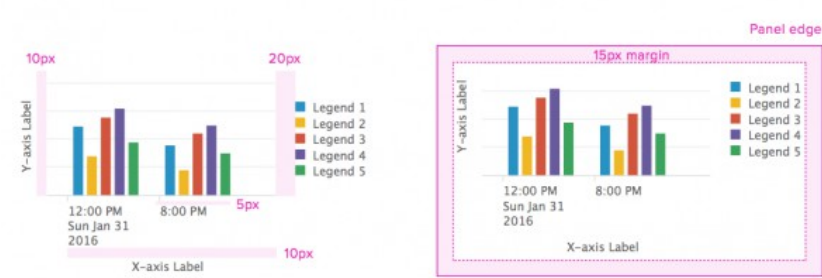 10px
20px
Y-axis Label
Legend 1
Legend 2
Legend 3
Legend 4
Legend 5
12:00 PM
Sun Jan 31
2016
8:00 PM
5px
10px
X-axis Label
Panel edge
15px margin
Y-axis Label
Legend 1
Legend 2
Legend 3
Legend 4
Legend 5
12:00 PM
Sun Jan 31
2016
8:00 PM
X-axis Label